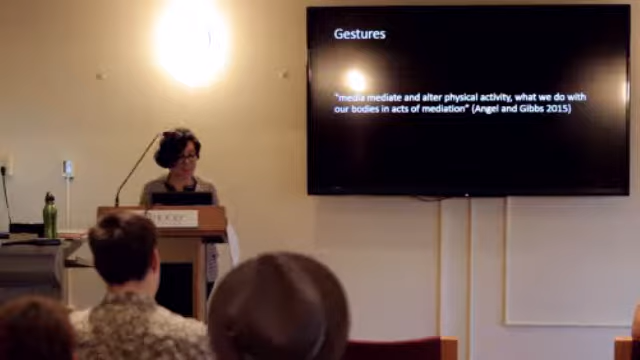 Gestures
"media mediate and alter physical activity, what we do with
our bodies in acts of mediation" (Angel and Gibbs 2015)